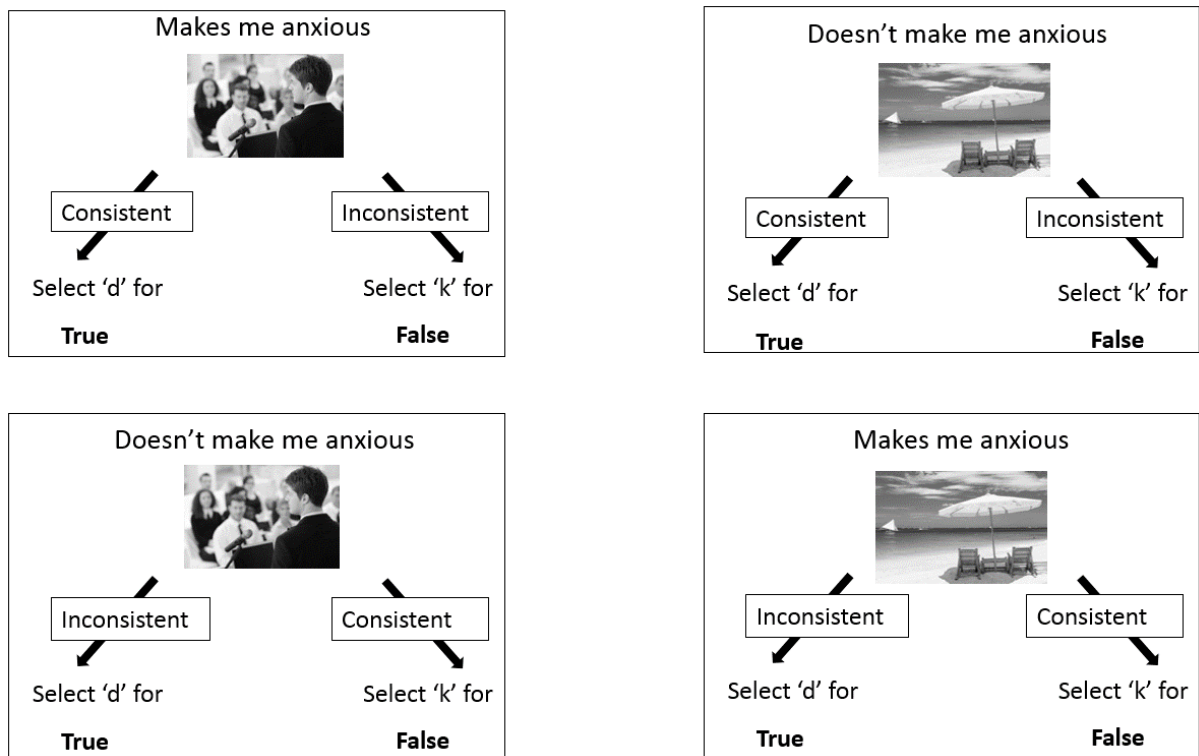 Makes me anxious
Consistent
Inconsistent
Select ‘d’ for
Select ‘k’ for
True
False
Doesn’t make me anxious
Consistent
Inconsistent
Select ‘d’ for
Select ‘k’ for
True
False
Doesn’t make me anxious
Inconsistent
Consistent
Select ‘d’ for
Select ‘k’ for
True
False
Makes me anxious
Inconsistent
Consistent
Select ‘d’ for
Select ‘k’ for
True
False